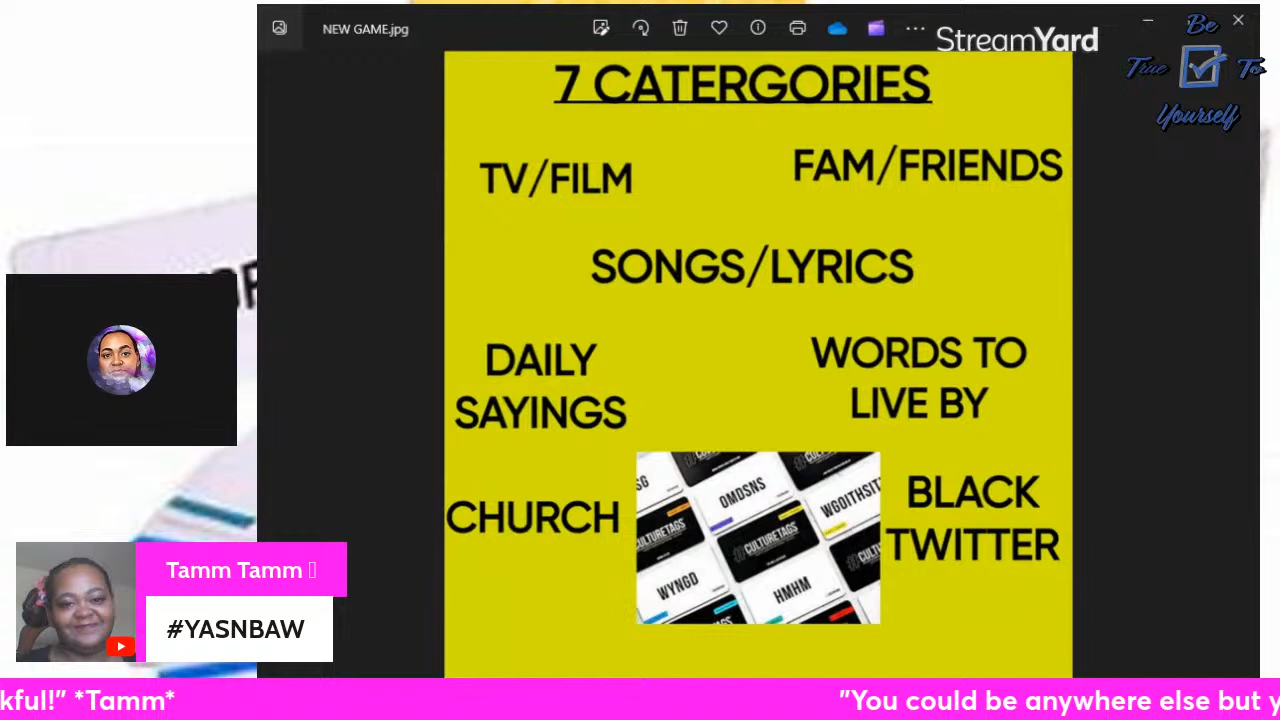 NEW GAME.jpg
StreamYard
Be
True To
Yourself
7 CATERGORIES
TV/FILM
FAM/FRIENDS
SONGS/LYRICS
DAILY
SAYINGS
WORDS TO
LIVE BY
CHURCH
BLACK
TWITTER
SG
OMDSNS
WGOITHSIT
#CULTURETAGS
WYNGD
HMHM
Tamm Tamm
#YASNBAW
kful!" *Tamm*
"You could be anywhere else but y